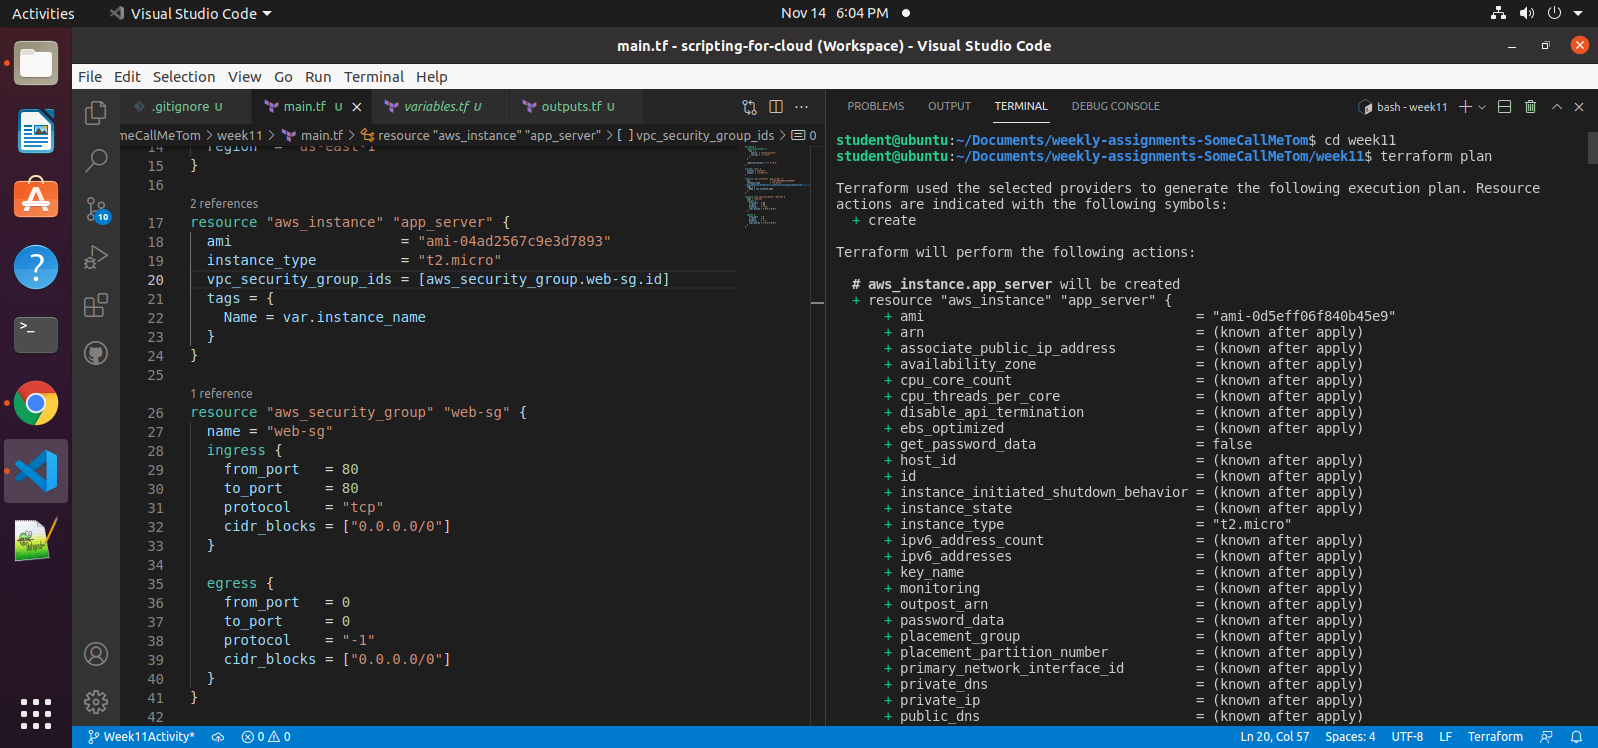 Activities
Visual Studio Code
Nov 14 6:04 PM
main.tf - scripting-for-cloud (Workspace) - Visual Studio Code
File Edit Selection View Go Run Terminal Help
.gitignore U
main.tf U
variables.tf U
outputs.tf U
meCallMeTom > week11 > main.tf > resource "aws_instance" "app_server" > [ ] vpc_security_group_ids > 0
14 region = "us-east-1"
15 }
16
2 references
17 resource "aws_instance" "app_server" {
18 ami = "ami-04ad2567c9e3d7893"
19 instance_type = "t2.micro"
20 vpc_security_group_ids = [aws_security_group.web-sg.id]
21 tags = {
22 Name = var.instance_name
23 }
24 }
25
1 reference
26 resource "aws_security_group" "web-sg" {
27 name = "web-sg"
28 ingress {
29 from_port = 80
30 to_port = 80
31 protocol = "tcp"
32 cidr_blocks = ["0.0.0.0/0"]
33 }
34
35 egress {
36 from_port = 0
37 to_port = 0
38 protocol = "-1"
39 cidr_blocks = ["0.0.0.0/0"]
40 }
41 }
42
PROBLEMS OUTPUT TERMINAL DEBUG CONSOLE
bash - week11
student@ubuntu:~/Documents/weekly-assignments-SomeCallMeTom$ cd week11
student@ubuntu:~/Documents/weekly-assignments-SomeCallMeTom/week11$ terraform plan
Terraform used the selected providers to generate the following execution plan. Resource
actions are indicated with the following symbols:
+ create
Terraform will perform the following actions:
# aws_instance.app_server will be created
+ resource "aws_instance" "app_server" {
+ ami = "ami-0d5eff06f840b45e9"
+ arn = (known after apply)
+ associate_public_ip_address = (known after apply)
+ availability_zone = (known after apply)
+ cpu_core_count = (known after apply)
+ cpu_threads_per_core = (known after apply)
+ disable_api_termination = (known after apply)
+ ebs_optimized = (known after apply)
+ get_password_data = false
+ host_id = (known after apply)
+ id = (known after apply)
+ instance_initiated_shutdown_behavior = (known after apply)
+ instance_state = (known after apply)
+ instance_type = "t2.micro"
+ ipv6_address_count = (known after apply)
+ ipv6_addresses = (known after apply)
+ key_name = (known after apply)
+ monitoring = (known after apply)
+ outpost_arn = (known after apply)
+ password_data = (known after apply)
+ placement_group = (known after apply)
+ placement_partition_number = (known after apply)
+ primary_network_interface_id = (known after apply)
+ private_dns = (known after apply)
+ private_ip = (known after apply)
+ public_dns = (known after apply)
10
Week11Activity*
0 0
Ln 20, Col 57
Spaces: 4
UTF-8
LF
Terraform